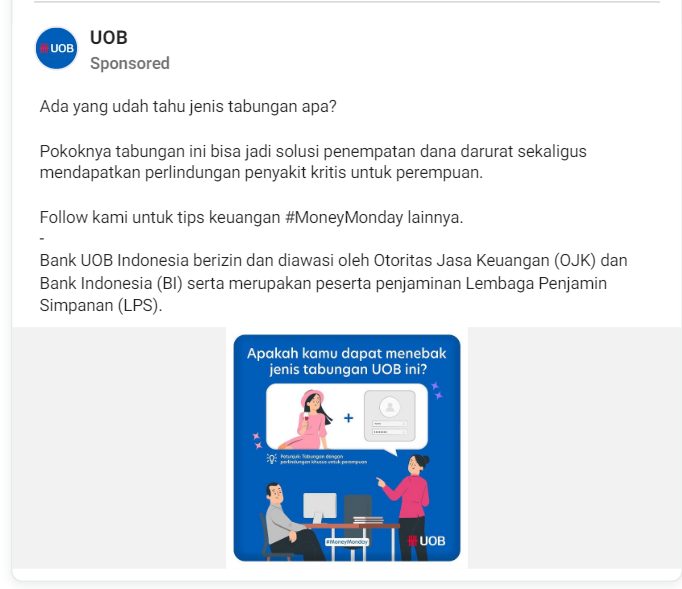 UOB
UOB
Sponsored
Ada yang udah tahu jenis tabungan apa?
Pokoknya tabungan ini bisa jadi solusi penempatan dana darurat sekaligus
mendapatkan perlindungan penyakit kritis untuk perempuan.
Follow kami untuk tips keuangan #MoneyMonday lainnya.
-
Bank UOB Indonesia berizin dan diawasi oleh Otoritas Jasa Keuangan (OJK) dan
Bank Indonesia (BI) serta merupakan peserta penjaminan Lembaga Penjamin
Simpanan (LPS).
Apakah kamu dapat menebak
jenis tabungan UOB ini?
+
Petunjuk: Tabungan dengan
perlindungan khusus untuk perempuan
#MoneyMonday
UOB